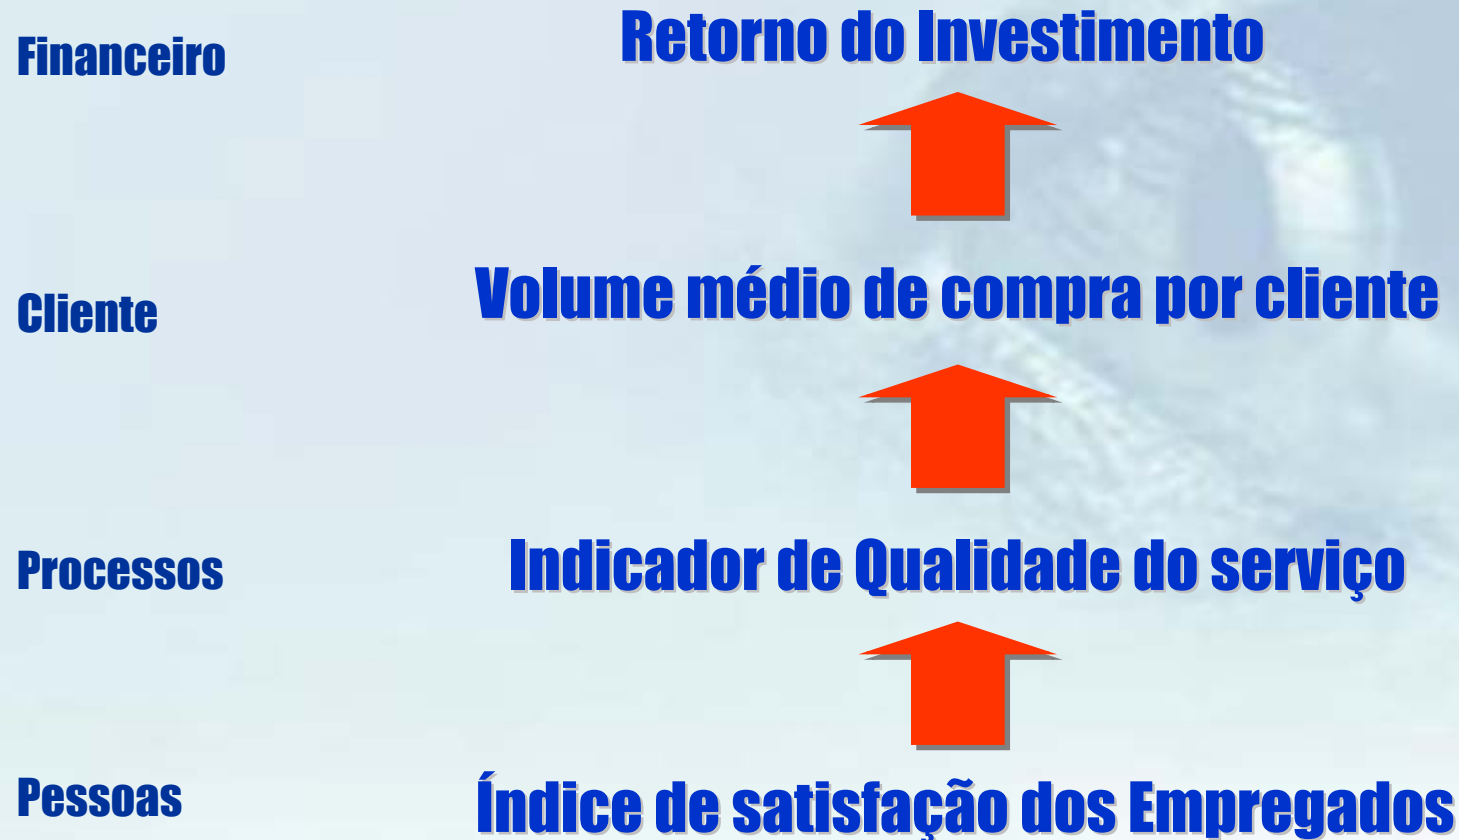 Financeiro
Retorno do Investimento
Cliente
Volume médio de compra por cliente
Processos
Indicador de Qualidade do serviço
Pessoas
Índice de satisfação dos Empregados